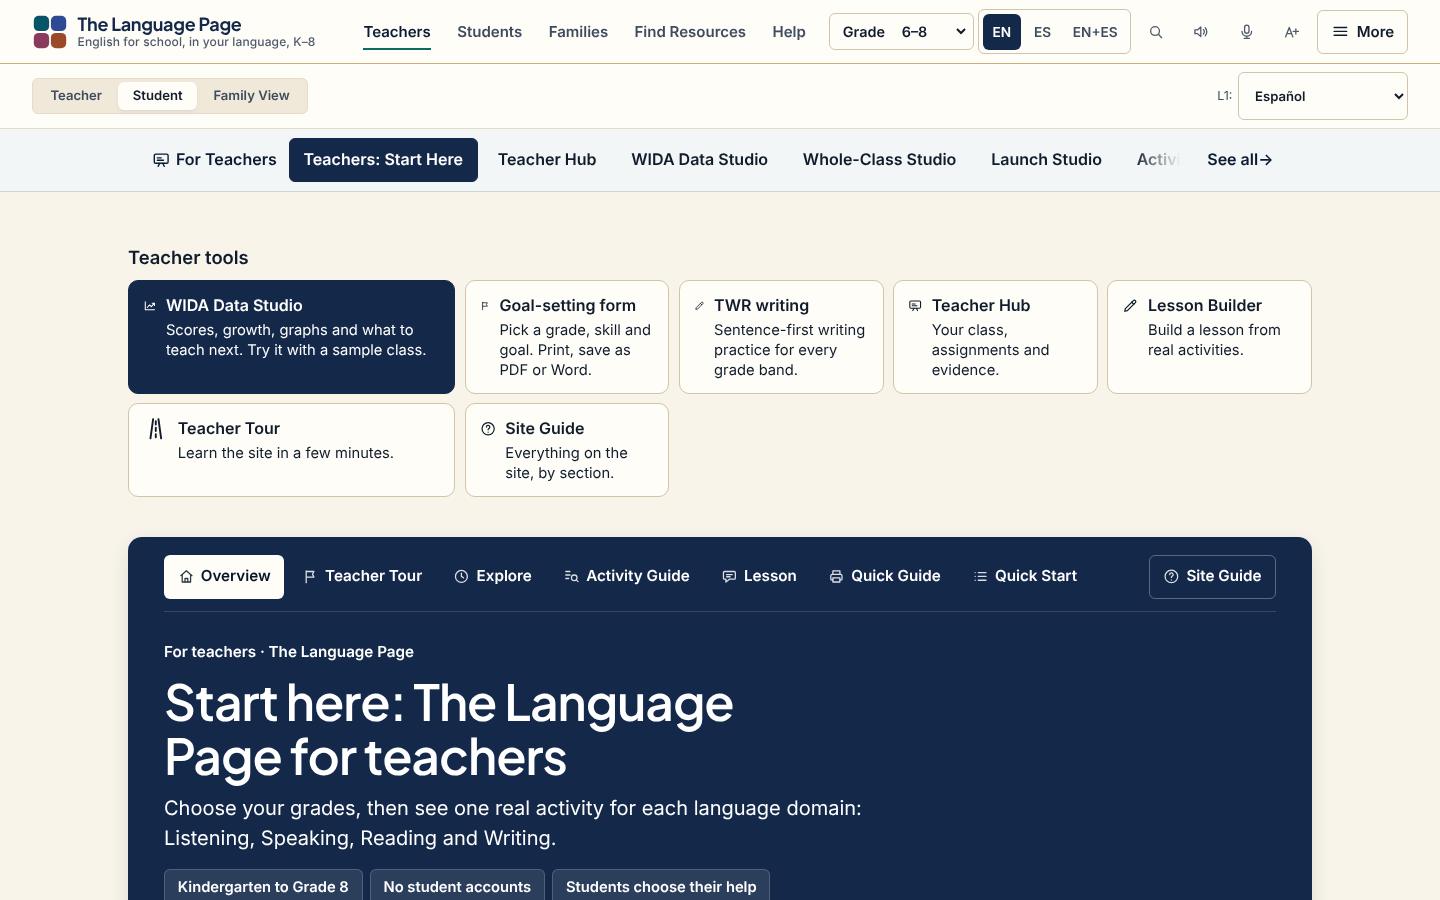 The Language Page
English for school, in your language, K–8
Teachers
Students
Families
Find Resources
Help
Grade 6–8
EN
ES
EN+ES
A+
More
Teacher
Student
Family View
L1:
Español
For Teachers
Teachers: Start Here
Teacher Hub
WIDA Data Studio
Whole-Class Studio
Launch Studio
Activi
See all→
Teacher tools
WIDA Data Studio
Scores, growth, graphs and what to
teach next. Try it with a sample class.
Goal-setting form
Pick a grade, skill and
goal. Print, save as
PDF or Word.
TWR writing
Sentence-first writing
practice for every
grade band.
Teacher Hub
Your class,
assignments and
evidence.
Lesson Builder
Build a lesson from
real activities.
Teacher Tour
Learn the site in a few minutes.
Site Guide
Everything on the
site, by section.
Overview
Teacher Tour
Explore
Activity Guide
Lesson
Quick Guide
Quick Start
Site Guide
For teachers · The Language Page
Start here: The Language
Page for teachers
Choose your grades, then see one real activity for each language domain:
Listening, Speaking, Reading and Writing.
Kindergarten to Grade 8
No student accounts
Students choose their help